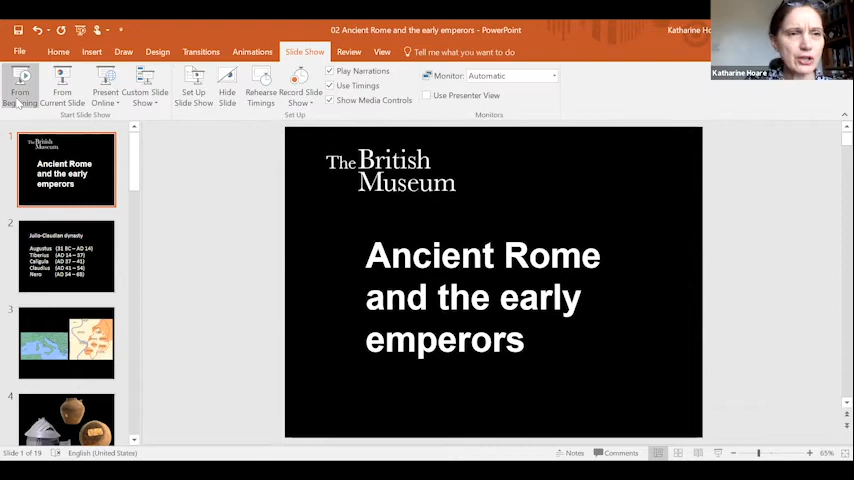 02 Ancient Rome and the early emperors - PowerPoint
Katharine Ho
File Home Insert Draw Design Transitions Animations Slide Show Review View Tell me what you want to do
From Beginning
From Current Slide
Present Online
Custom Slide Show
Set Up Slide Show
Hide Slide
Rehearse Timings
Record Slide Show
Play Narrations
Use Timings
Show Media Controls
Monitor: Automatic
Use Presenter View
Start Slide Show
Set Up
Monitors
Katharine Hoare
1
The British
Museum
Ancient Rome
and the early
emperors
2
Julio-Claudian dynasty
Augustus (31 BC – AD 14)
Tiberius (AD 14 – 37)
Caligula (AD 37 – 41)
Claudius (AD 41 – 54)
Nero (AD 54 – 68)
3
4
The British
Museum
Ancient Rome
and the early
emperors
Slide 1 of 19 English (United States) Notes Comments 65%